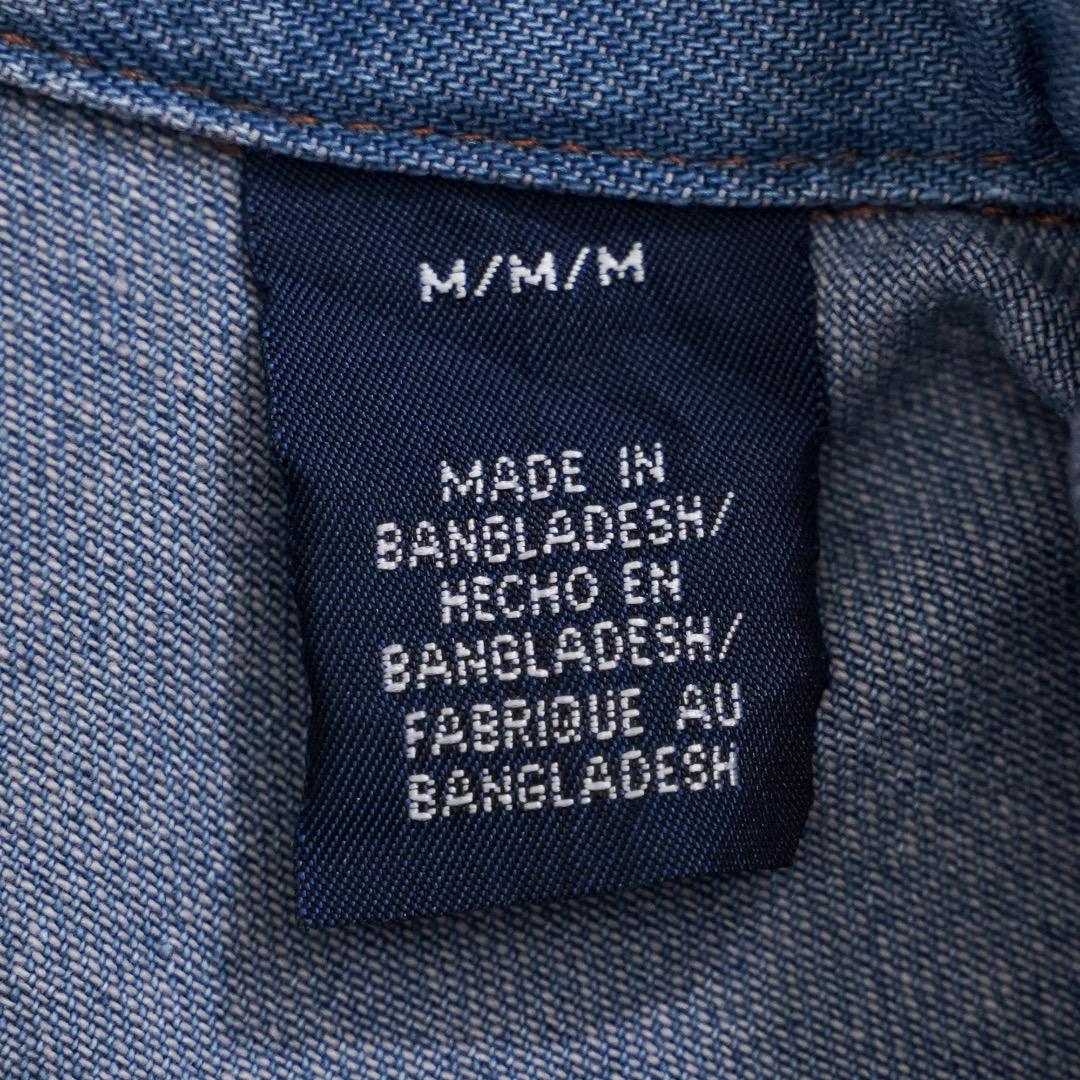 M/M/M
MADE IN
BANGLADESH/
HECHO EN
BANGLADESH/
FABRIQUE AU
BANGLADESH